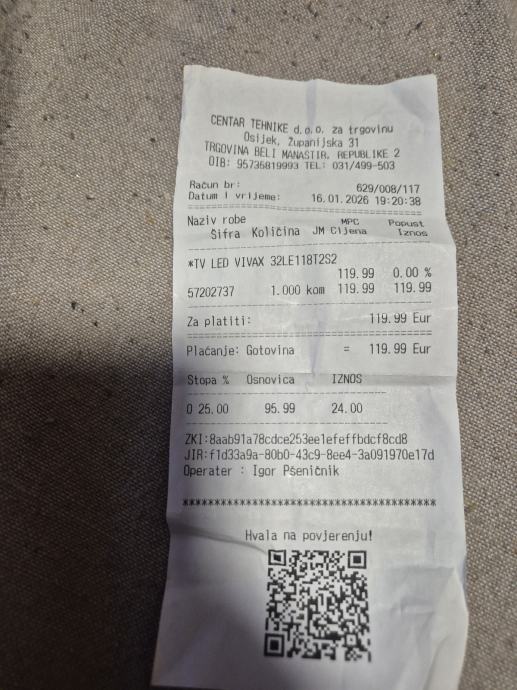 CENTAR TEHNIKE d.o.o. za trgovinu
Osijek, Županijska 31
TRGOVINA BELI MANASTIR, REPUBLIKE 2
OIB: 95736819993 TEL: 031/499-503
Račun br: 629/008/117
Datum i vrijeme: 16.01.2026 19:20:38
Naziv robe MPC Popust
Šifra Količina JM Cijena Iznos
*TV LED VIVAX 32LE118T2S2
119.99 0.00 %
57202737 1.000 kom 119.99 119.99
Za platiti: 119.99 Eur
Plaćanje: Gotovina = 119.99 Eur
Stopa % Osnovica IZNOS
O 25.00 95.99 24.00
ZKI:8aab91a78cdce253ee1efeffbdcf8cd8
JIR:f1d33a9a-80b0-43c9-8ee4-3a091970e17d
Operater : Igor Pšeničnik
****************************************
Hvala na povjerenju!